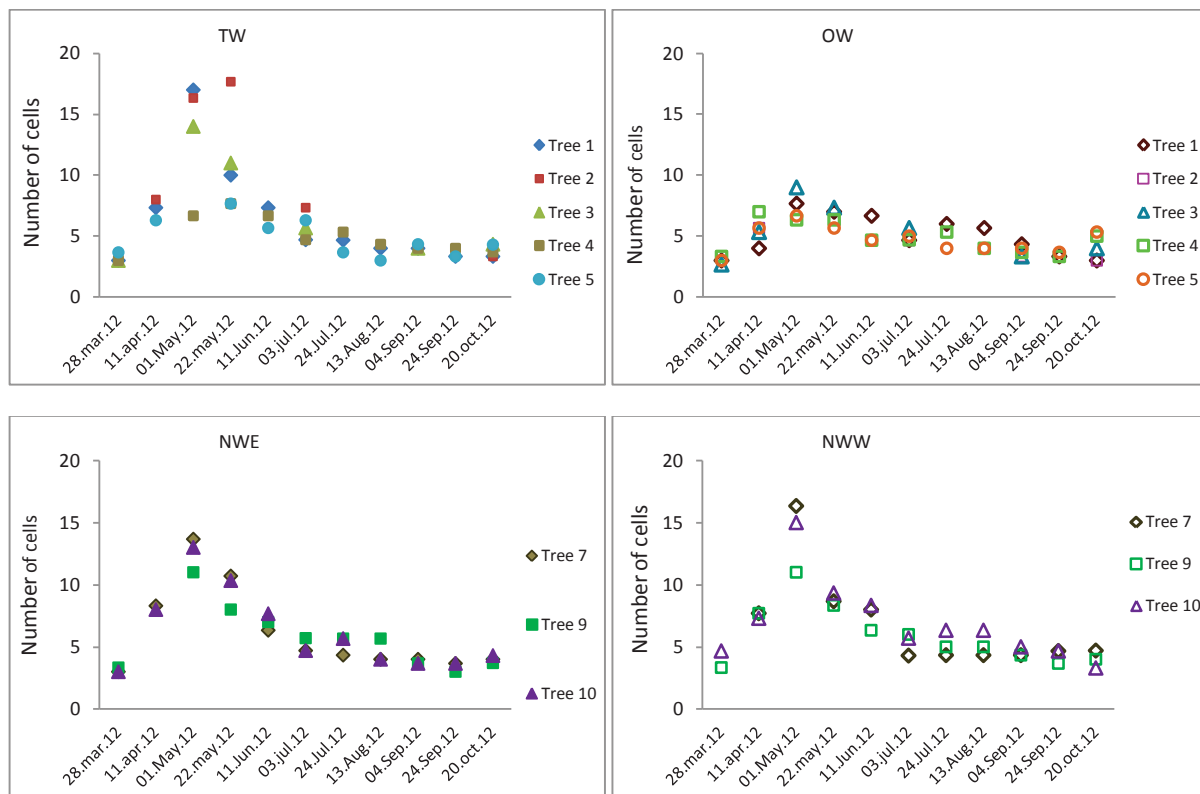 TW
20
15
10
5
0
Number of cells
28.mar.12
11.apr.12
01.May.12
22.may.12
11.Jun.12
03.jul.12
24.Jul.12
13.Aug.12
04.Sep.12
24.Sep.12
20.oct.12
Tree 1
Tree 2
Tree 3
Tree 4
Tree 5
OW
20
15
10
5
0
Number of cells
28.mar.12
11.apr.12
01.May.12
22.may.12
11.Jun.12
03.jul.12
24.Jul.12
13.Aug.12
04.Sep.12
24.Sep.12
20.oct.12
Tree 1
Tree 2
Tree 3
Tree 4
Tree 5
NWE
20
15
10
5
0
Number of cells
28.mar.12
11.apr.12
01.May.12
22.may.12
11.Jun.12
03.jul.12
24.Jul.12
13.Aug.12
04.Sep.12
24.Sep.12
20.oct.12
Tree 7
Tree 9
Tree 10
NWW
20
15
10
5
0
Number of cells
28.mar.12
11.apr.12
01.May.12
22.may.12
11.Jun.12
03.jul.12
24.Jul.12
13.Aug.12
04.Sep.12
24.Sep.12
20.oct.12
Tree 7
Tree 9
Tree 10